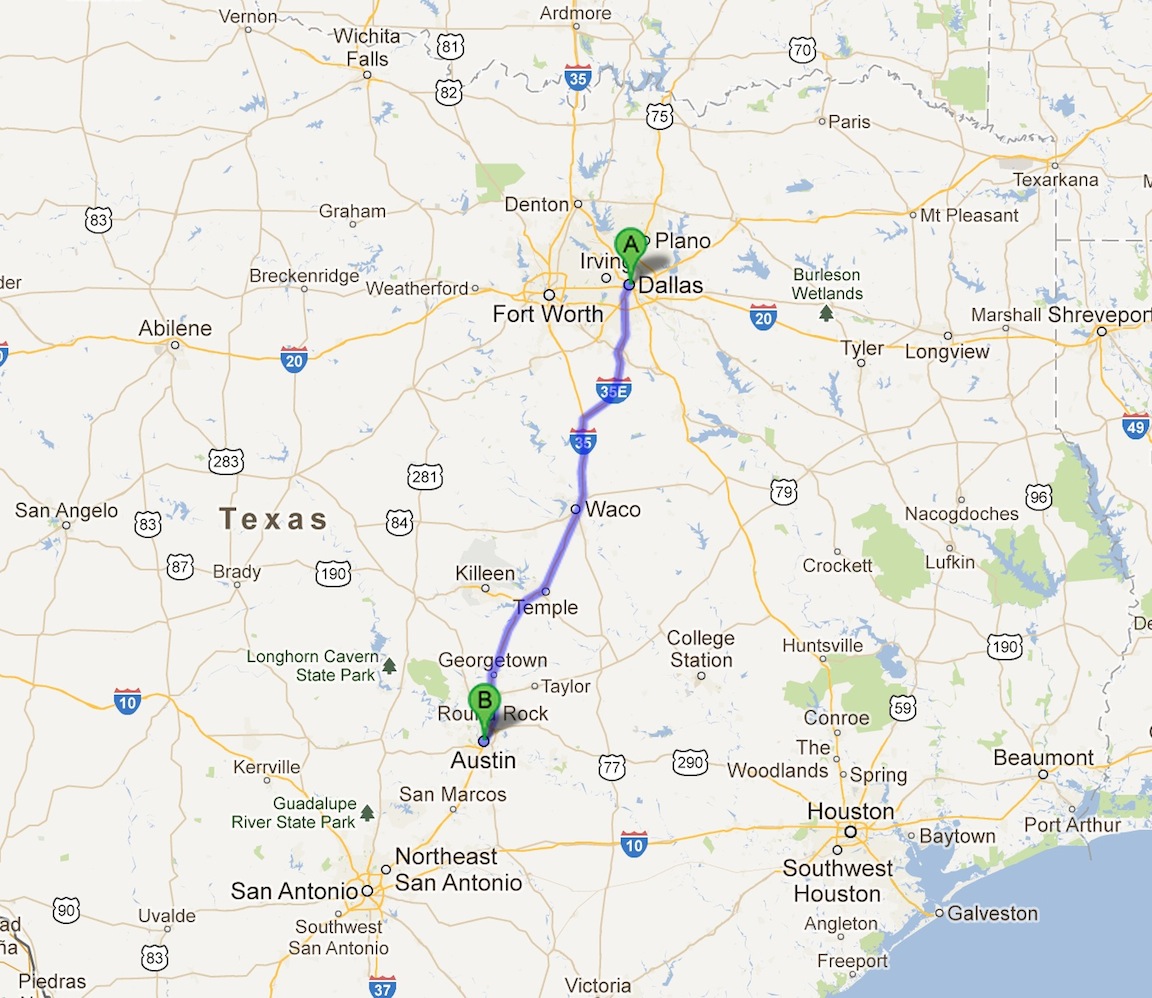 Vernon
Ardmore
Wichita
Falls
81
70
35
82
75
Paris
Texarkana
83
Graham
Denton
Mt Pleasant
A
Plano
Irving
Breckenridge
Weatherford
Dallas
Burleson
Wetlands
Fort Worth
20
Marshall
Shreveport
Abilene
20
Tyler
Longview
35E
49
35
283
281
79
96
San Angelo
83
Texas
84
Waco
Nacogdoches
87
Brady
190
Killeen
Crockett
Lufkin
Temple
College
Station
Huntsville
190
Longhorn Cavern
State Park
Georgetown
Taylor
10
B
Round Rock
59
Conroe
Austin
77
290
The
Woodlands
Spring
Beaumont
Kerrville
San Marcos
Guadalupe
River State Park
Houston
Port Arthur
10
Baytown
Northeast
San Antonio
San Antonio
Southwest
Houston
90
Uvalde
Southwest
San Antonio
Galveston
Angleton
83
Freeport
Piedras
37
Victoria